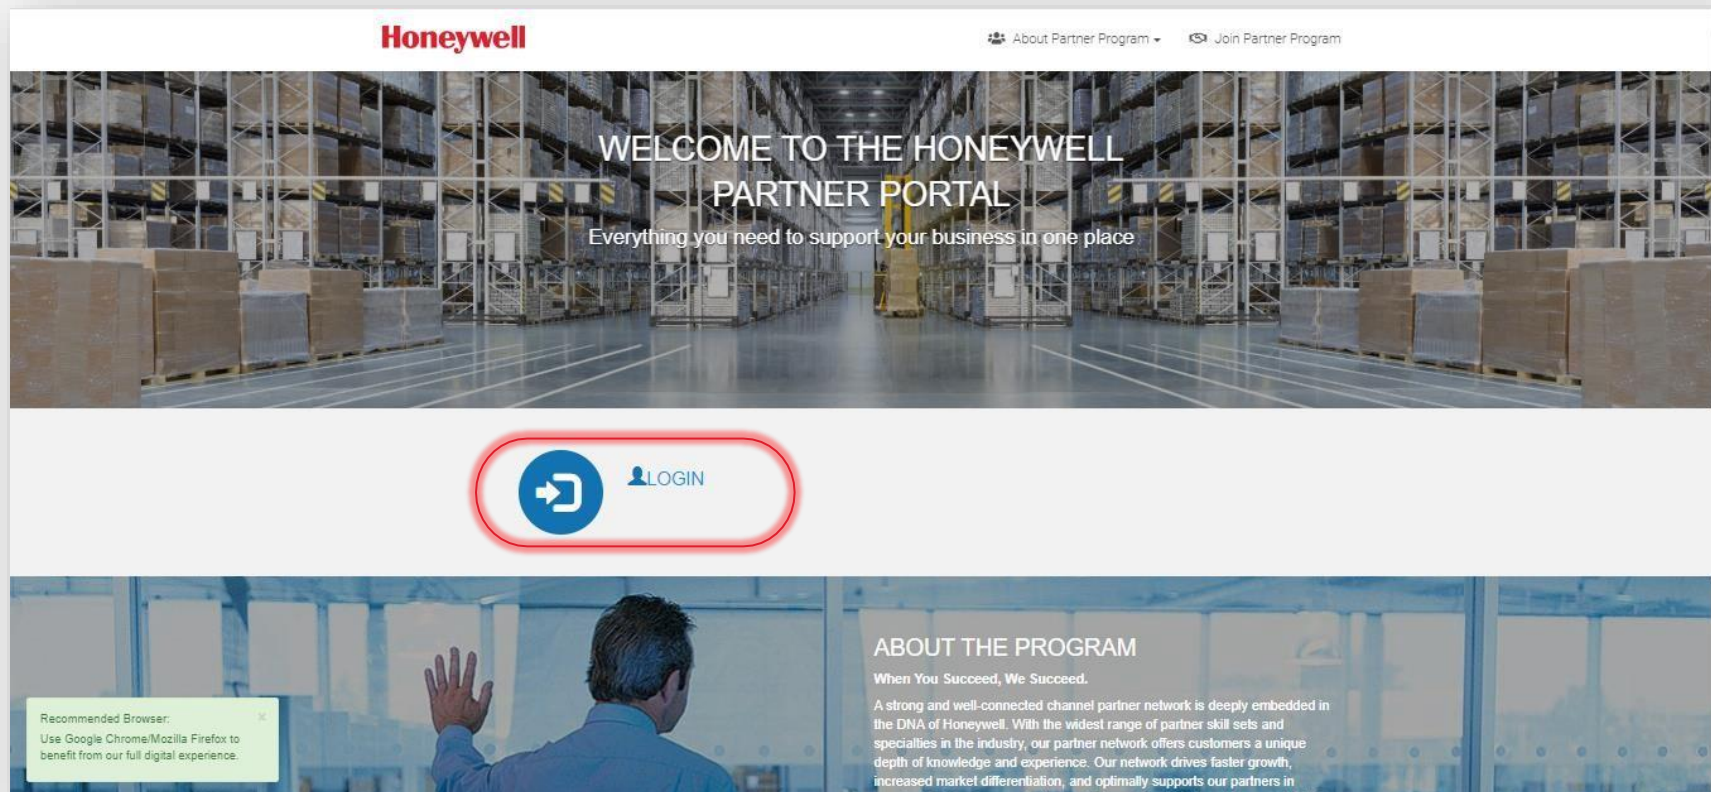 Honeywell
About Partner Program
Join Partner Program
WELCOME TO THE HONEYWELL
PARTNER PORTAL
Everything you need to support your business in one place
LOGIN
ABOUT THE PROGRAM
When You Succeed, We Succeed.
A strong and well-connected channel partner network is deeply embedded in
the DNA of Honeywell. With the widest range of partner skill sets and
specialties in the industry, our partner network offers customers a unique
depth of knowledge and experience. Our network drives faster growth,
increased market differentiation, and optimally supports our partners in
Recommended Browser:
Use Google Chrome/Mozilla Firefox to
benefit from our full digital experience.